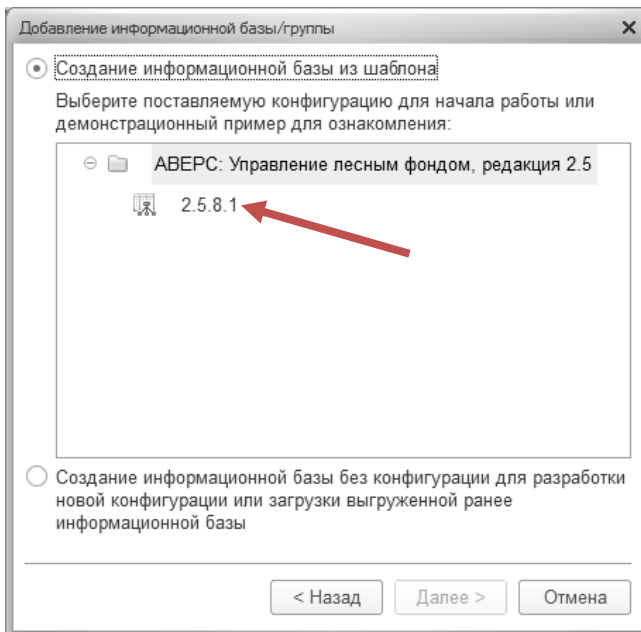 Добавление информационной базы/группы
Создание информационной базы из шаблона
Выберите поставляемую конфигурацию для начала работы или
демонстрационный пример для ознакомления:
АВЕРС: Управление лесным фондом, редакция 2.5
2.5.8.1
Создание информационной базы без конфигурации для разработки
новой конфигурации или загрузки выгруженной ранее
информационной базы
< Назад
Далее >
Отмена